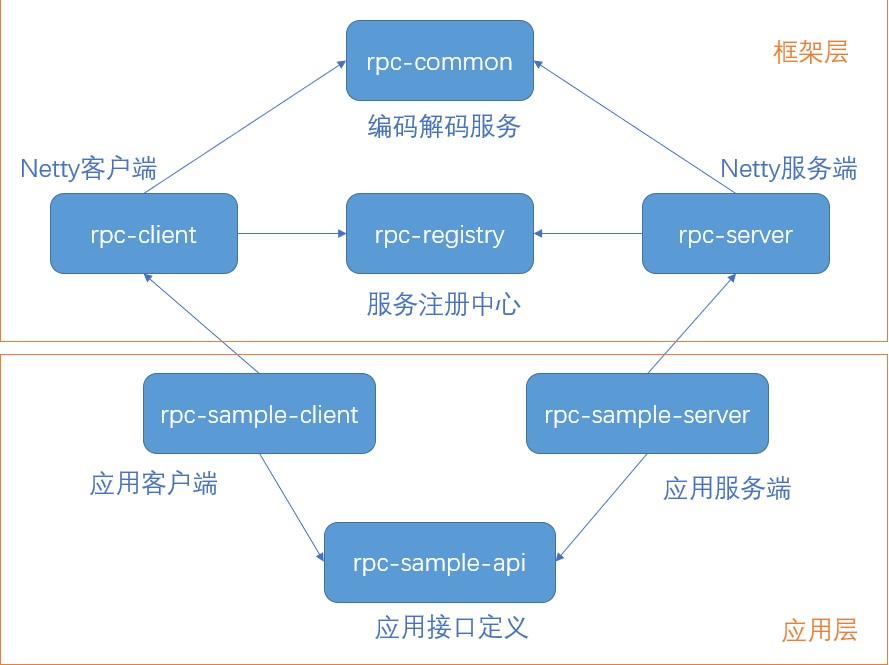 rpc-common
框架层
编码解码服务
Netty客户端
Netty服务端
rpc-client
rpc-registry
rpc-server
服务注册中心
rpc-sample-client
rpc-sample-server
应用客户端
应用服务端
rpc-sample-api
应用接口定义
应用层